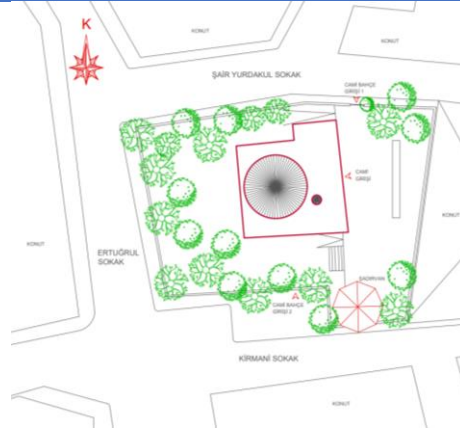 K
KONUT
KONUT
ŞAİR YURDAKUL SOKAK
CAMİ BAHÇE
GİRİŞİ 1
CAMİ
GİRİŞİ
KONUT
KONUT
ERTUĞRUL
SOKAK
ŞADIRVAN
CAMİ BAHÇE
GİRİŞİ 2
KİRMANİ SOKAK
KONUT